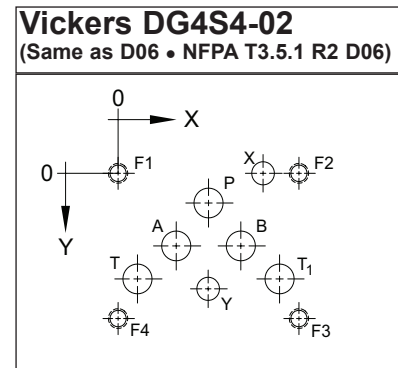 Vickers DG4S4-02
(Same as D06 • NFPA T3.5.1 R2 D06)
0
X
0
F1
X
F2
P
Y
A
B
T
T1
Y
F4
F3